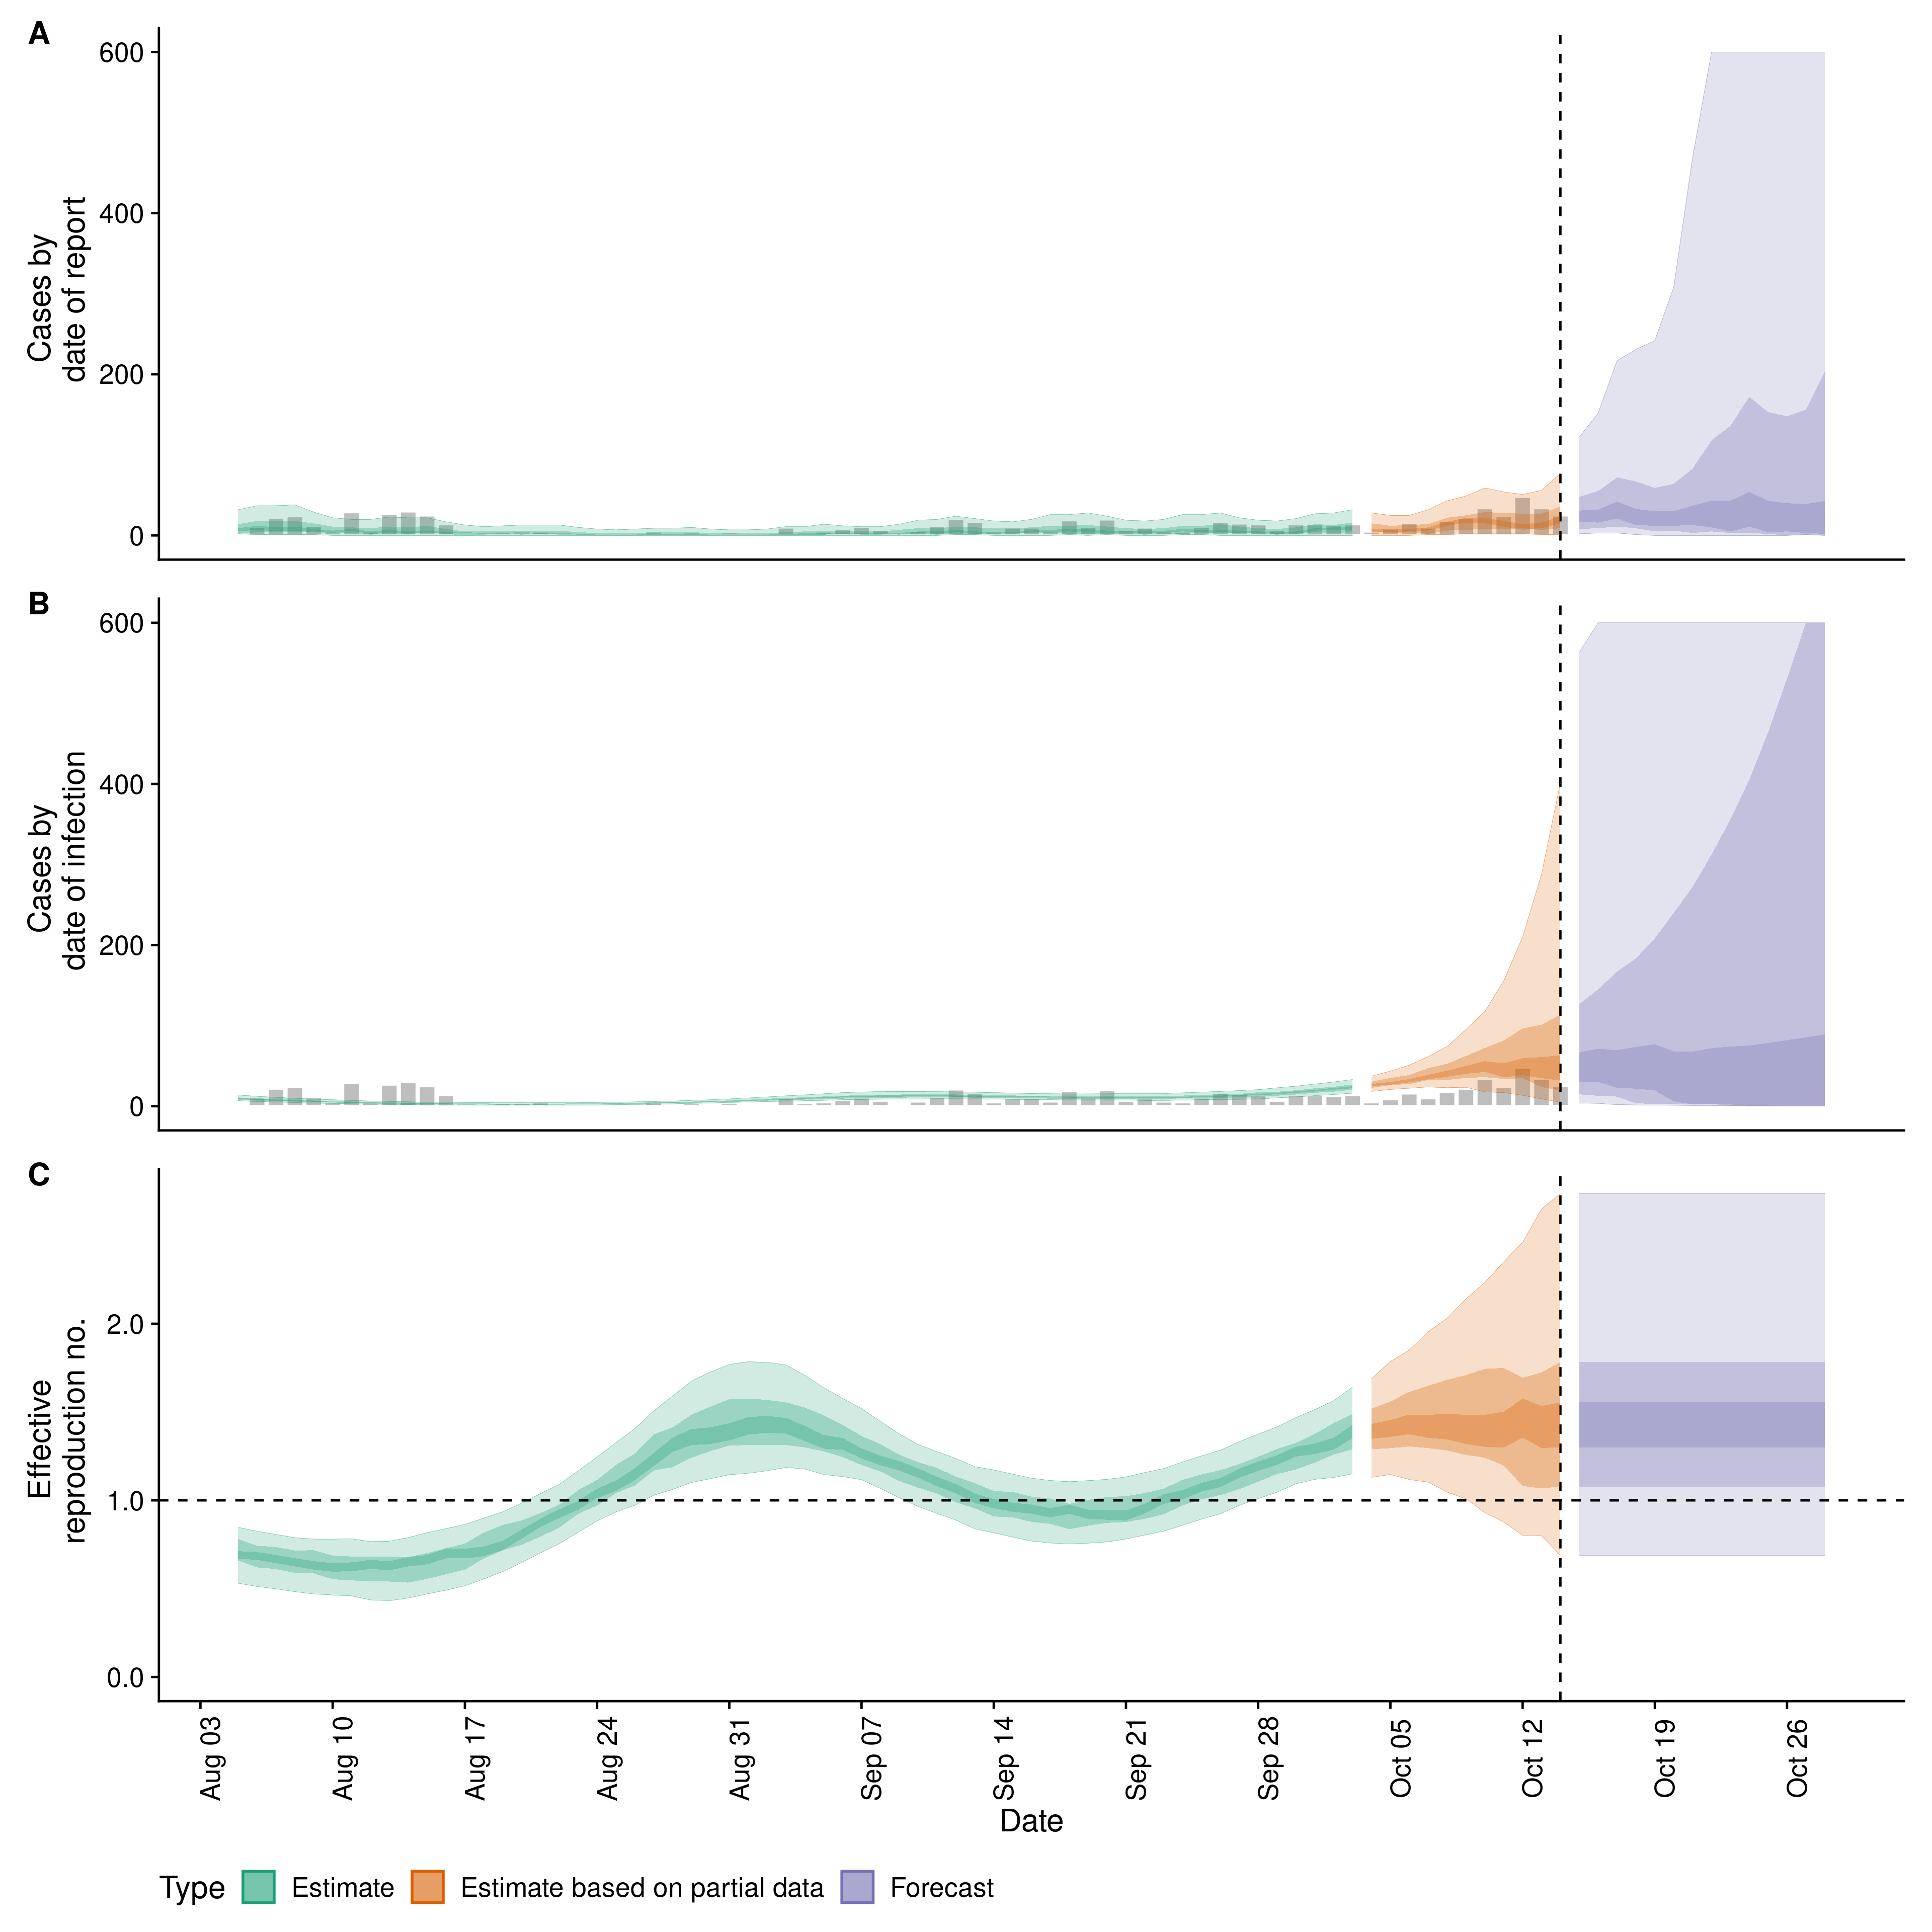 A
600
400
200
0
Cases by
date of report
B
600
400
200
0
Cases by
date of infection
C
2.0
1.0
0.0
Effective
reproduction no.
Aug 03
Aug 10
Aug 17
Aug 24
Aug 31
Sep 07
Sep 14
Sep 21
Sep 28
Oct 05
Oct 12
Oct 19
Oct 26
Date
Type Estimate Estimate based on partial data Forecast